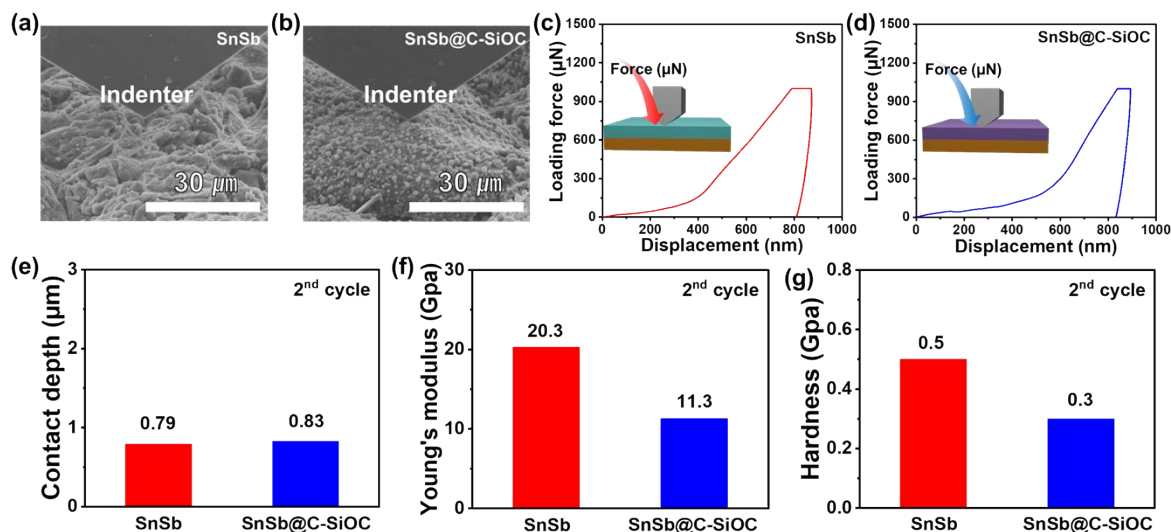 (a)
SnSb
Indenter
30 ㎛
(b)
SnSb@C-SiOC
Indenter
30 ㎛
(c)
1500
1200
900
600
300
0
Loading force (µN)
SnSb
Force (µN)
0 200 400 600 800 1000
Displacement (nm)
(d)
1500
1200
900
600
300
0
Loading force (µN)
SnSb@C-SiOC
Force (µN)
0 200 400 600 800 1000
Displacement (nm)
(e)
3
2
1
0
Contact depth (µm)
2nd cycle
0.79
0.83
SnSb SnSb@C-SiOC
(f)
30
20
10
0
Young's modulus (Gpa)
2nd cycle
20.3
11.3
SnSb SnSb@C-SiOC
(g)
0.8
0.6
0.4
0.2
0.0
Hardness (Gpa)
2nd cycle
0.5
0.3
SnSb SnSb@C-SiOC